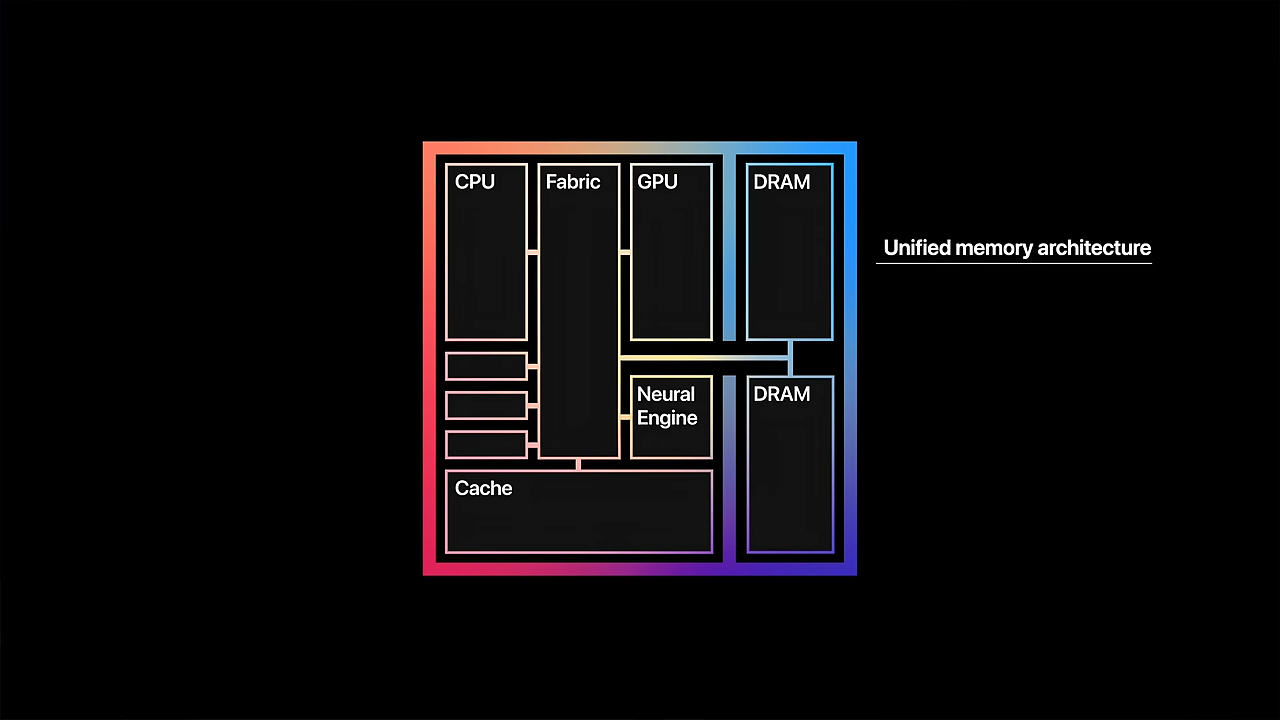 CPU
Fabric
GPU
DRAM
Unified memory architecture
Neural
Engine
DRAM
Cache